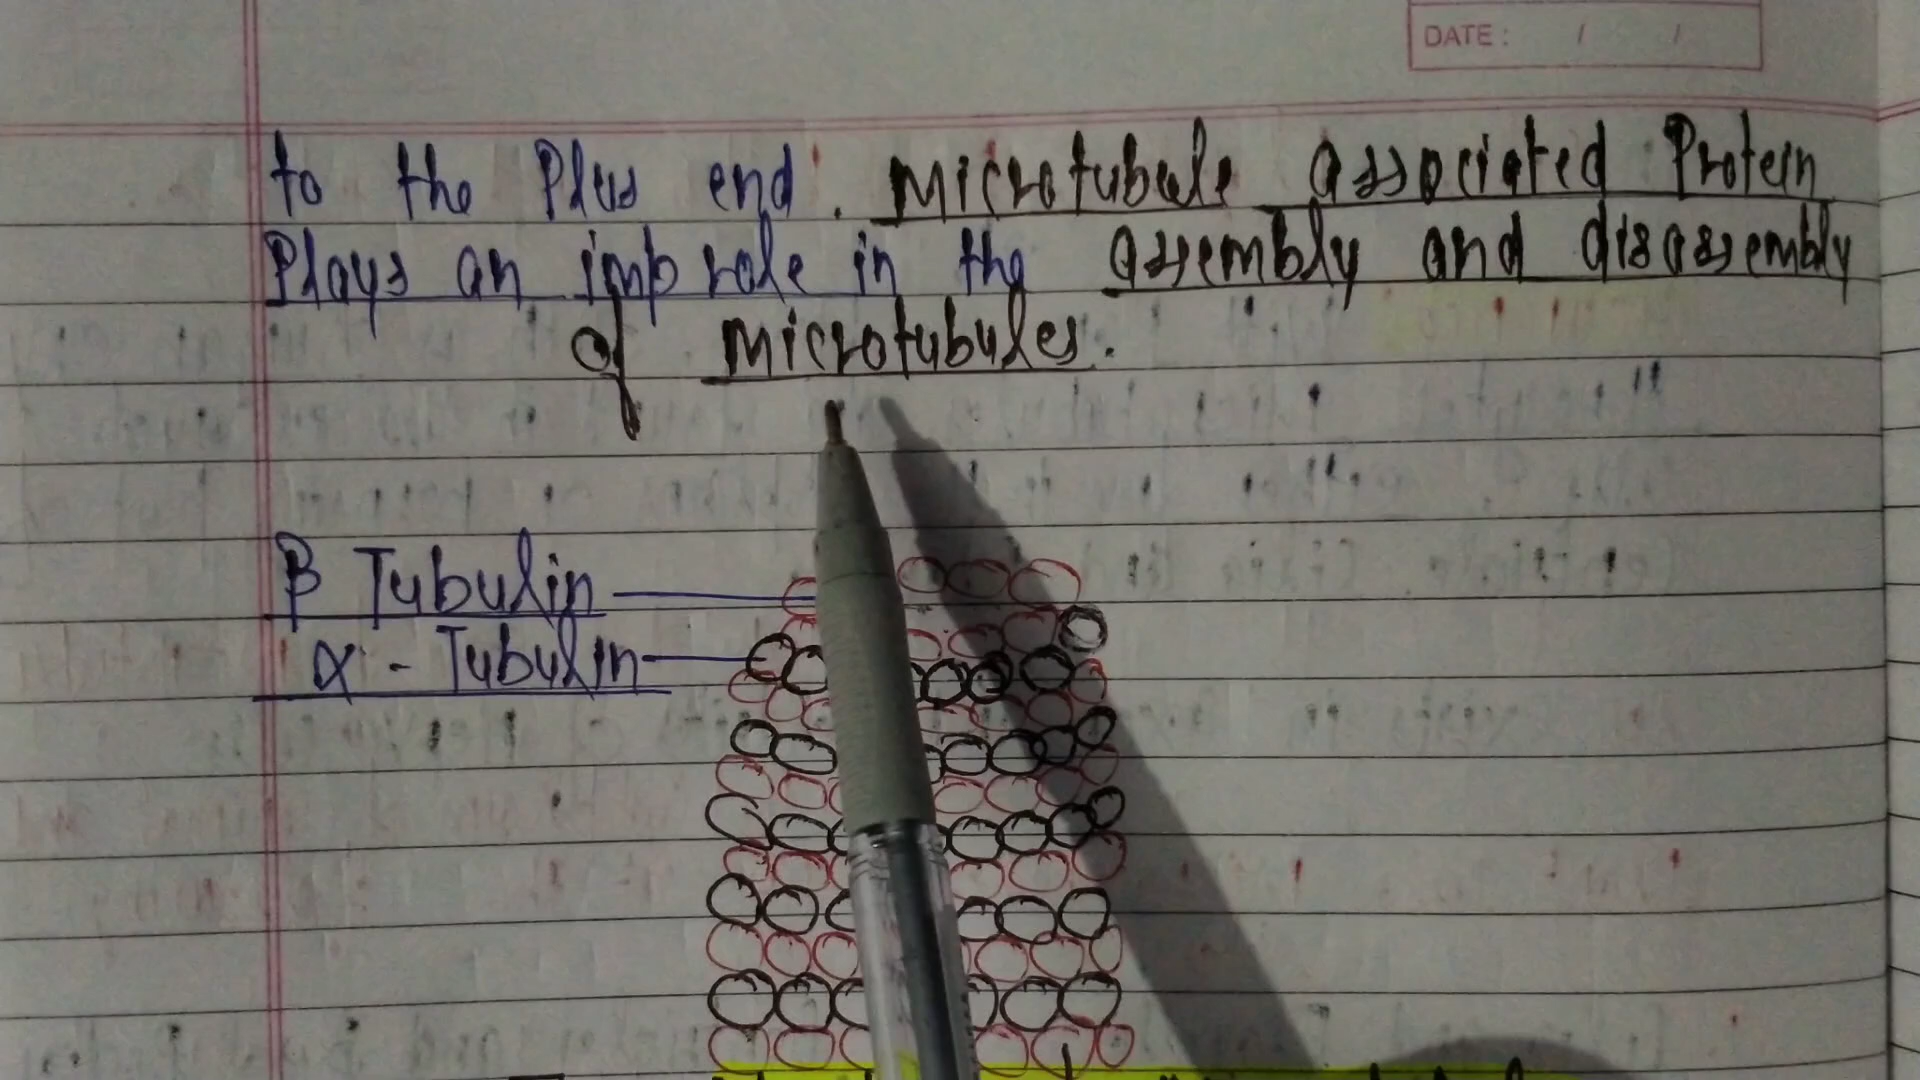 DATE: / /
to the Plus end. Microtubule associated Protein
Plays an imp role in the assembly and disassembly
of microtubules.
β Tubulin
α - Tubulin